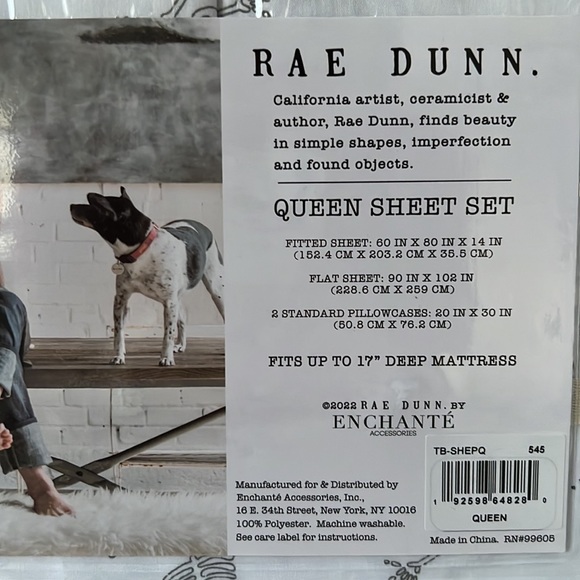 RAE DUNN.
California artist, ceramicist &
author, Rae Dunn, finds beauty
in simple shapes, imperfection
and found objects.
QUEEN SHEET SET
FITTED SHEET: 60 IN X 80 IN X 14 IN
(152.4 CM X 203.2 CM X 35.5 CM)
FLAT SHEET: 90 IN X 102 IN
(228.6 CM X 259 CM)
2 STANDARD PILLOWCASES: 20 IN X 30 IN
(50.8 CM X 76.2 CM)
FITS UP TO 17" DEEP MATTRESS
©2022 RAE DUNN. BY
ENCHANTÉ
ACCESSORIES
Manufactured for & Distributed by
Enchanté Accessories, Inc.,
16 E. 34th Street, New York, NY 10016
100% Polyester. Machine washable.
See care label for instructions.
TB-SHEPQ 545
1 92598 64828 0
QUEEN
Made in China. RN#99605